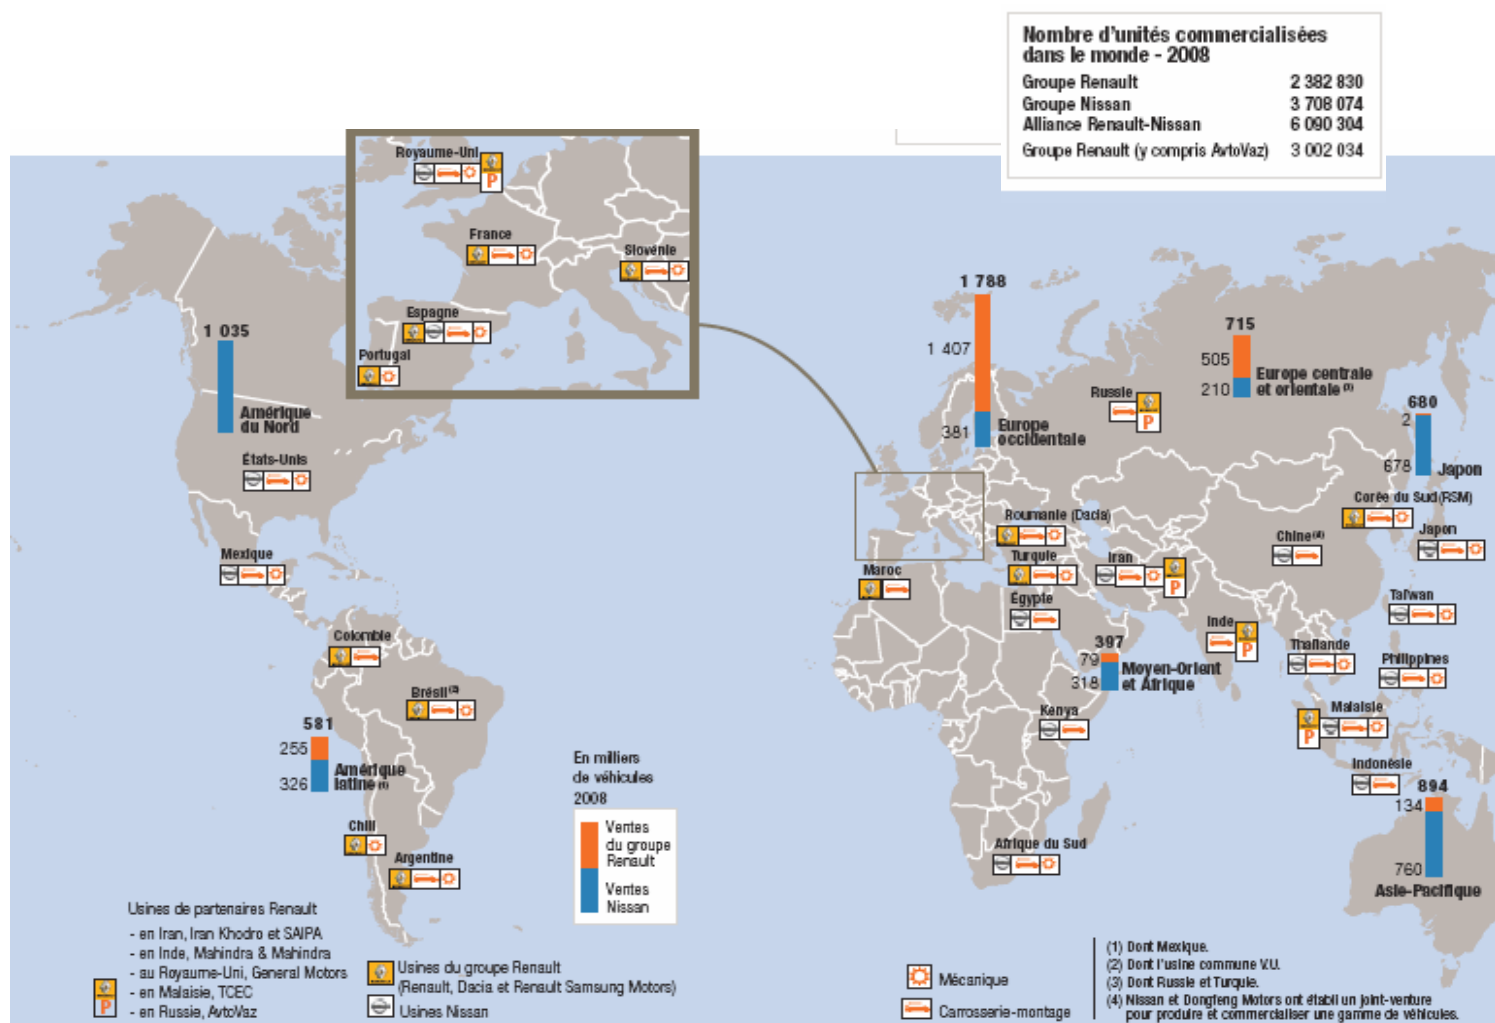 Nombre d'unités commercialisées
dans le monde - 2008
Groupe Renault 2 382 830
Groupe Nissan 3 708 074
Alliance Renault-Nissan 6 090 304
Groupe Renault (y compris AvtoVaz) 3 002 034
Royaume-Uni
P
France
Slovénie
Espagne
Portugal
1 035
Amérique
du Nord
États-Unis
Mexique
Colombie
Brésil (2)
581
255
326
Amérique
latine (1)
Chili
Argentine
1 788
1 407
381
Europe
occidentale
Russie
P
715
505
210
Europe centrale
et orientale (3)
680
2
678
Japon
Corée du Sud (RSM)
Japon
Roumanie (Dacia)
Chine (4)
Turquie
Iran
P
Maroc
Égypte
Taïwan
Inde
P
397
79
318
Moyen-Orient
et Afrique
Thaïlande
Philippines
Kenya
Malaisie
P
Indonésie
894
134
760
Asie-Pacifique
Afrique du Sud
En milliers
de véhicules
2008
Ventes
du groupe
Renault
Ventes
Nissan
Usines de partenaires Renault
- en Iran, Iran Khodro et SAIPA
- en Inde, Mahindra & Mahindra
- au Royaume-Uni, General Motors
- en Malaisie, TCEC
- en Russie, AvtoVaz
P
Usines du groupe Renault
(Renault, Dacia et Renault Samsung Motors)
Usines Nissan
Mécanique
Carrosserie-montage
(1) Dont Mexique.
(2) Dont l'usine commune V.U.
(3) Dont Russie et Turquie.
(4) Nissan et Dongfeng Motors ont établi un joint-venture
pour produire et commercialiser une gamme de véhicules.